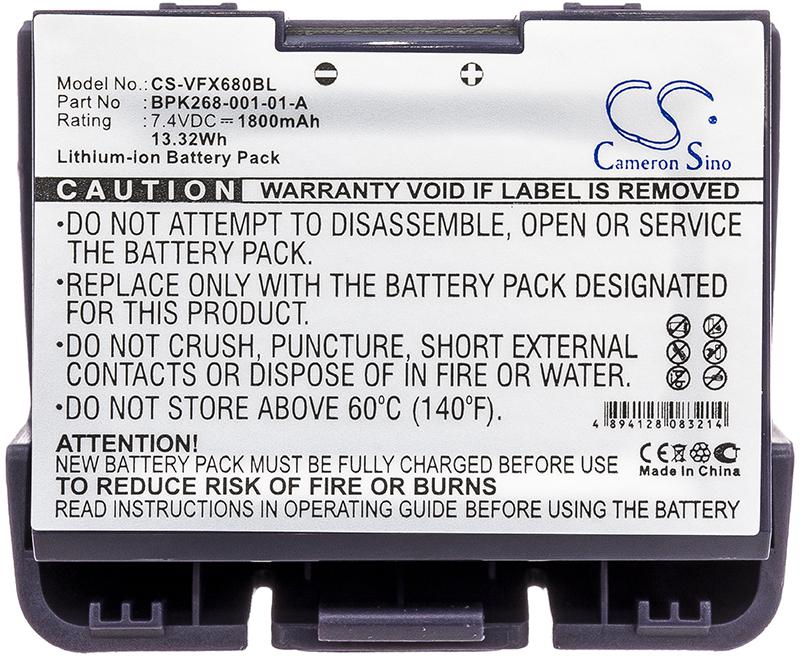 Model No.: CS-VFX680BL
Part No : BPK268-001-01-A
Rating : 7.4VDC ⎓ 1800mAh
13.32Wh
Lithium-ion Battery Pack
CS
Cameron Sino
CAUTION WARRANTY VOID IF LABEL IS REMOVED
•DO NOT ATTEMPT TO DISASSEMBLE, OPEN OR SERVICE
THE BATTERY PACK.
•REPLACE ONLY WITH THE BATTERY PACK DESIGNATED
FOR THIS PRODUCT.
•DO NOT CRUSH, PUNCTURE, SHORT EXTERNAL
CONTACTS OR DISPOSE OF IN FIRE OR WATER.
•DO NOT STORE ABOVE 60°C (140°F).
4 894128 083214
ATTENTION!
NEW BATTERY PACK MUST BE FULLY CHARGED BEFORE USE
TO REDUCE RISK OF FIRE OR BURNS
READ INSTRUCTIONS IN OPERATING GUIDE BEFORE USING THE BATTERY
CE
Made In China